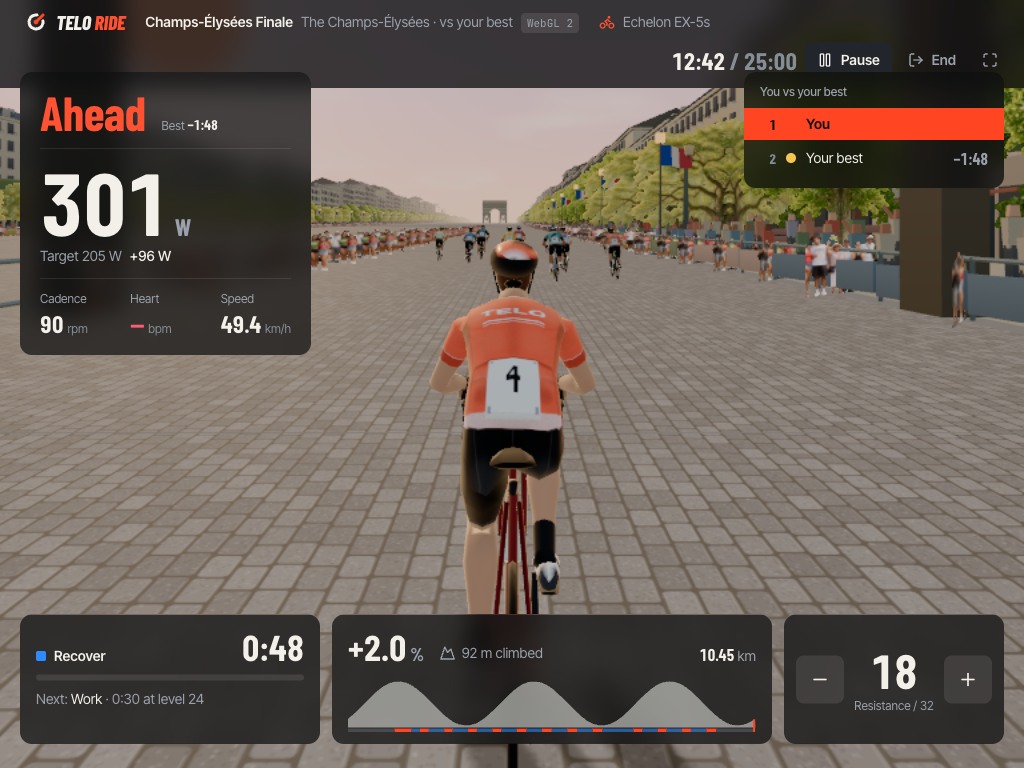 TELO RIDE Champs-Élysées Finale The Champs-Élysées · vs your best WebGL 2 Echelon EX-5s
12:42 / 25:00 Pause End
Ahead Best −1:48
301 W
Target 205 W +96 W
Cadence Heart Speed
90 rpm — bpm 49.4 km/h
You vs your best
1 You
2 Your best −1:48
TELO
4
Recover 0:48
Next: Work · 0:30 at level 24
+2.0 % 92 m climbed 10.45 km
− 18 +
Resistance / 32